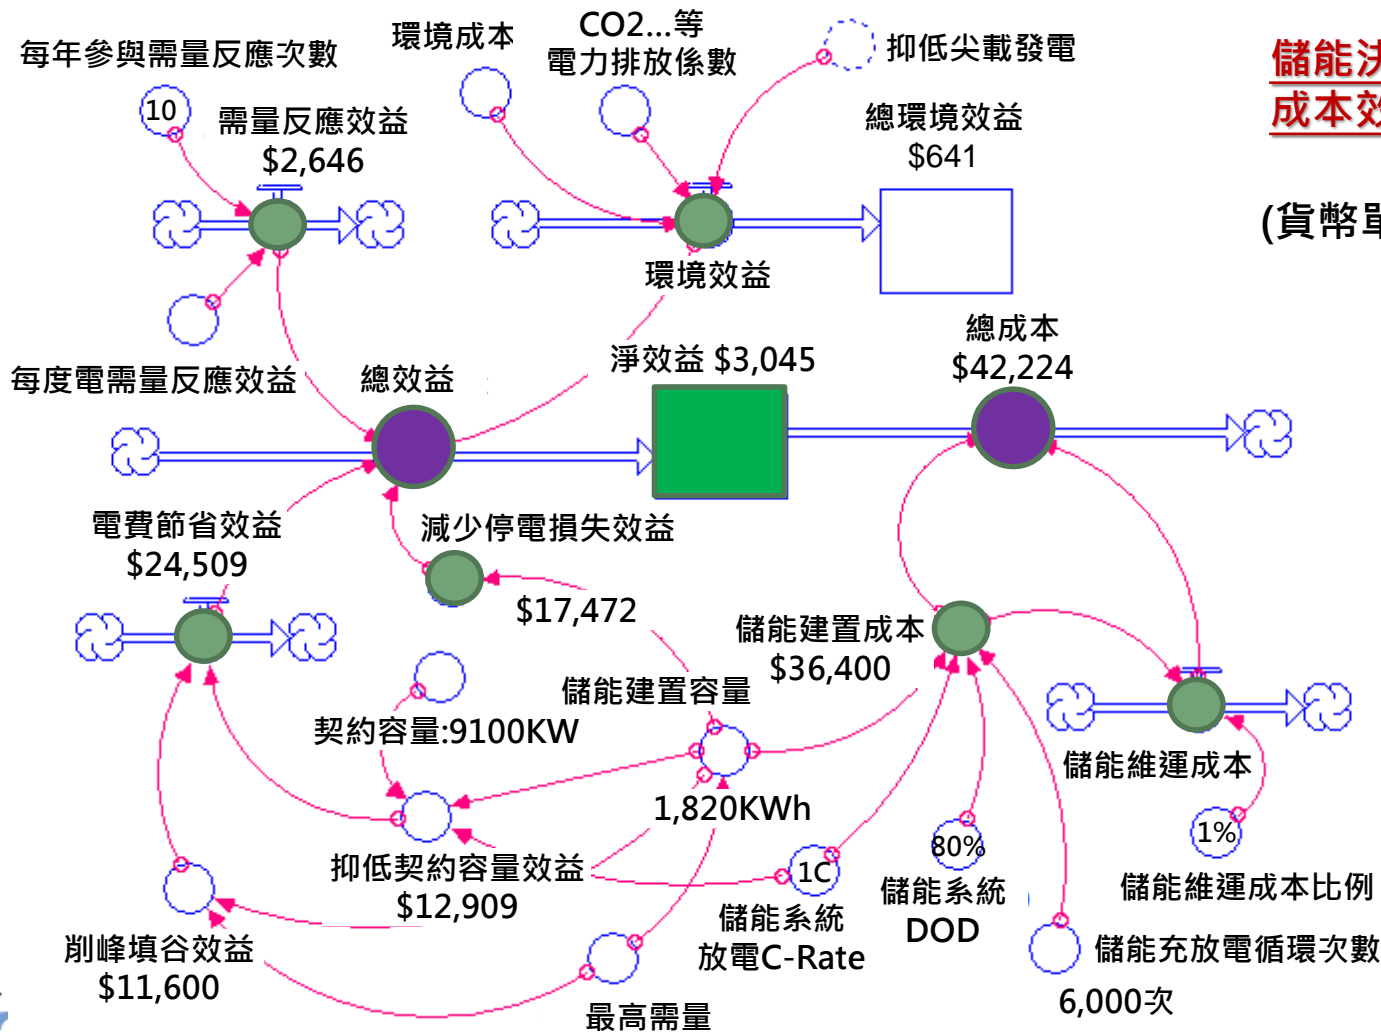 每年參與需量反應次數
10
需量反應效益
$2,646
每度電需量反應效益
環境成本
CO2...等
電力排放係數
抑低尖載發電
總環境效益
$641
環境效益
儲能決
成本效
(貨幣單
總效益
淨效益 $3,045
總成本
$42,224
電費節省效益
$24,509
減少停電損失效益
$17,472
儲能建置成本
$36,400
儲能建置容量
1,820KWh
契約容量:9100KW
抑低契約容量效益
$12,909
削峰填谷效益
$11,600
最高需量
1C
儲能系統
放電C-Rate
80%
儲能系統
DOD
儲能維運成本
1%
儲能維運成本比例
儲能充放電循環次數
6,000次